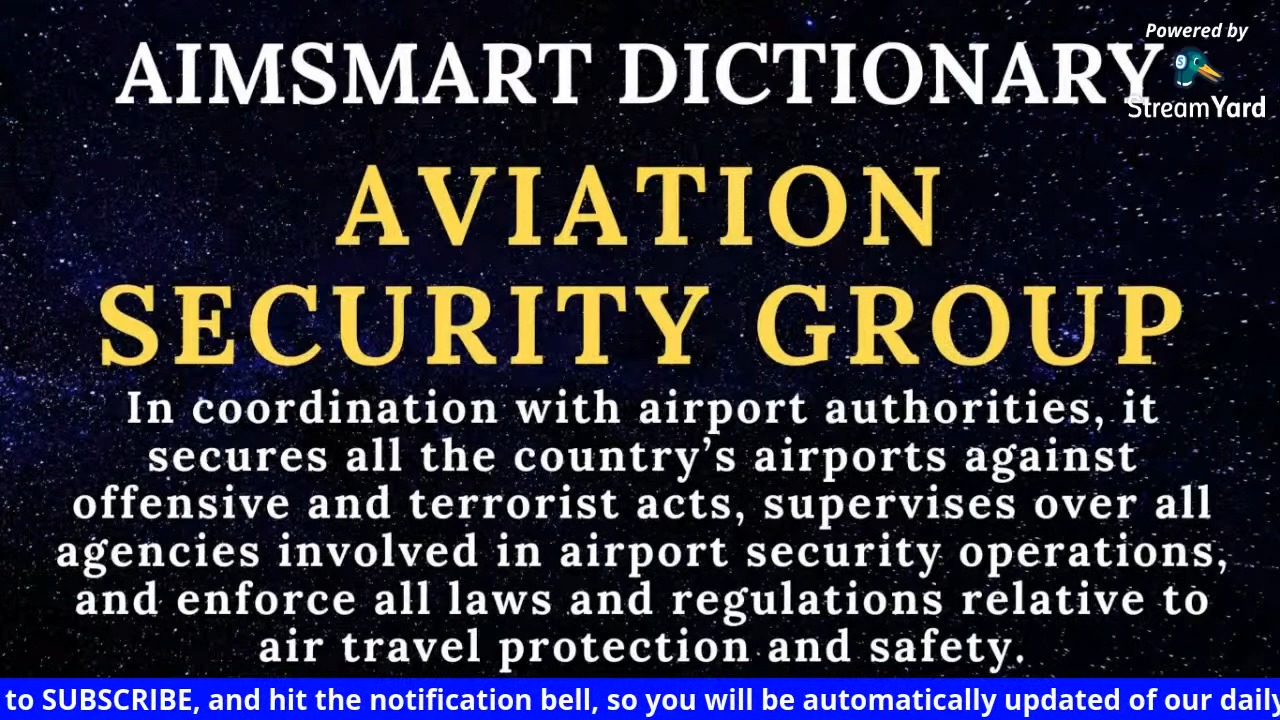 Powered by
StreamYard
AIMSMART DICTIONARY
AVIATION
SECURITY GROUP
In coordination with airport authorities, it
secures all the country's airports against
offensive and terrorist acts, supervises over all
agencies involved in airport security operations,
and enforce all laws and regulations relative to
air travel protection and safety.
to SUBSCRIBE, and hit the notification bell, so you will be automatically updated of our daily